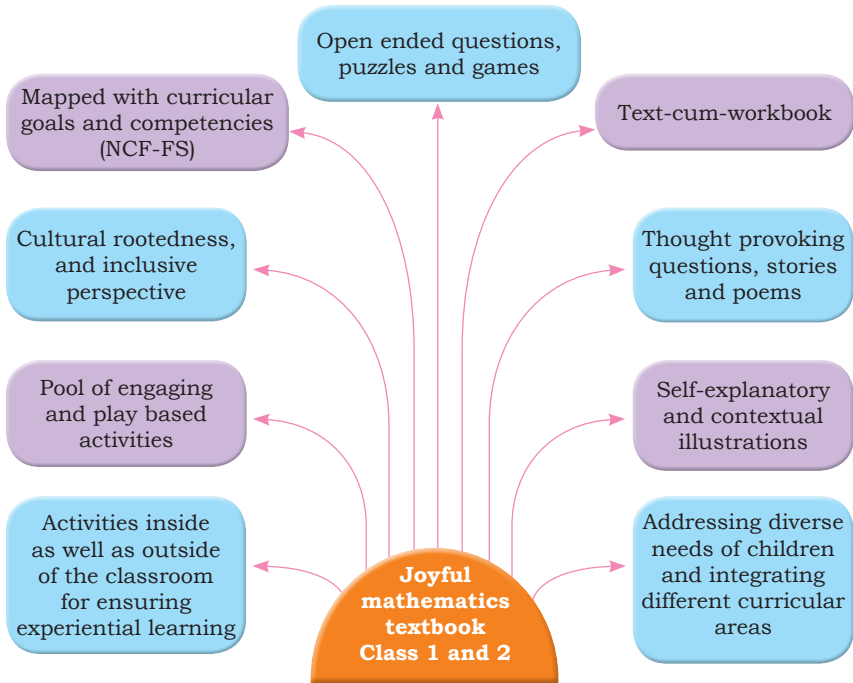 Open ended questions,
puzzles and games
Mapped with curricular
goals and competencies
(NCF-FS)
Text-cum-workbook
Cultural rootedness,
and inclusive
perspective
Thought provoking
questions, stories
and poems
Pool of engaging
and play based
activities
Self-explanatory
and contextual
illustrations
Activities inside
as well as outside
of the classroom
for ensuring
experiential learning
Addressing diverse
needs of children
and integrating
different curricular
areas
Joyful
mathematics
textbook
Class 1 and 2